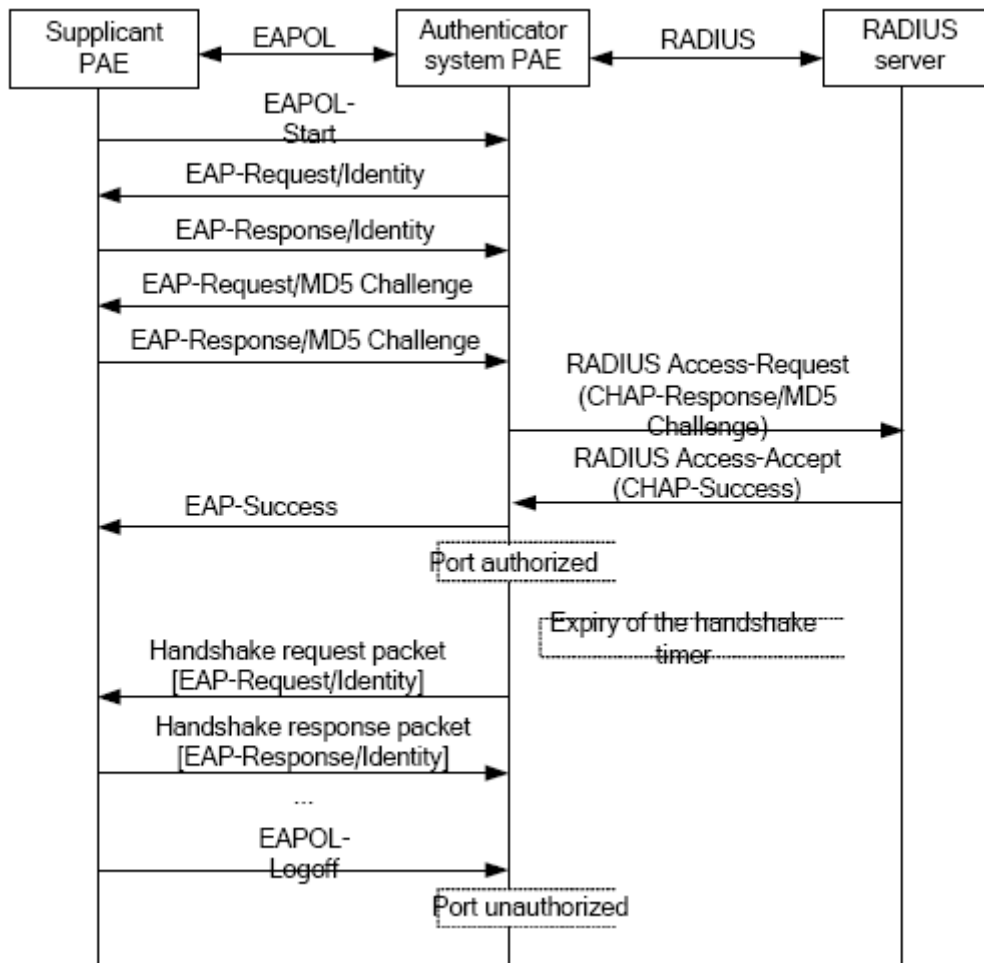 Supplicant
PAE
EAPOL
Authenticator
system PAE
RADIUS
RADIUS
server
EAPOL-
Start
EAP-Request/Identity
EAP-Response/Identity
EAP-Request/MD5 Challenge
EAP-Response/MD5 Challenge
RADIUS Access-Request
(CHAP-Response/MD5
Challenge)
RADIUS Access-Accept
(CHAP-Success)
EAP-Success
Port authorized
Expiry of the handshake
timer
Handshake request packet
[EAP-Request/Identity]
Handshake response packet
[EAP-Response/Identity]
...
EAPOL-
Logoff
Port unauthorized